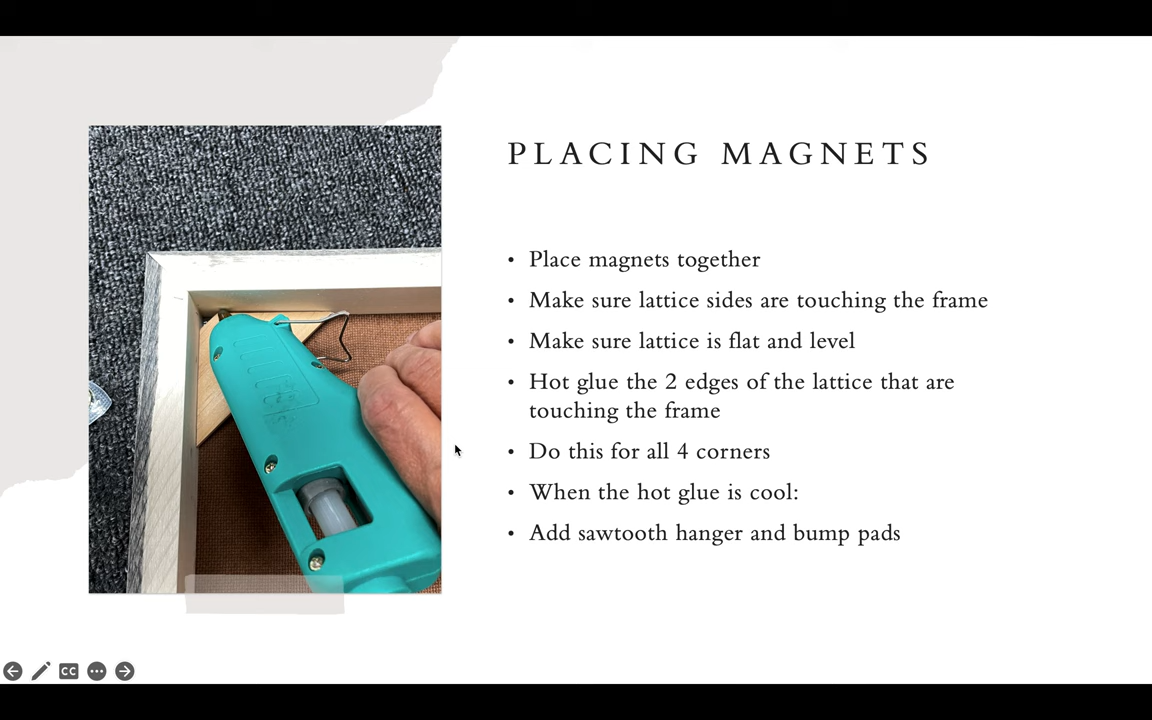 PLACING MAGNETS
• Place magnets together
• Make sure lattice sides are touching the frame
• Make sure lattice is flat and level
• Hot glue the 2 edges of the lattice that are
touching the frame
• Do this for all 4 corners
• When the hot glue is cool:
• Add sawtooth hanger and bump pads
CC